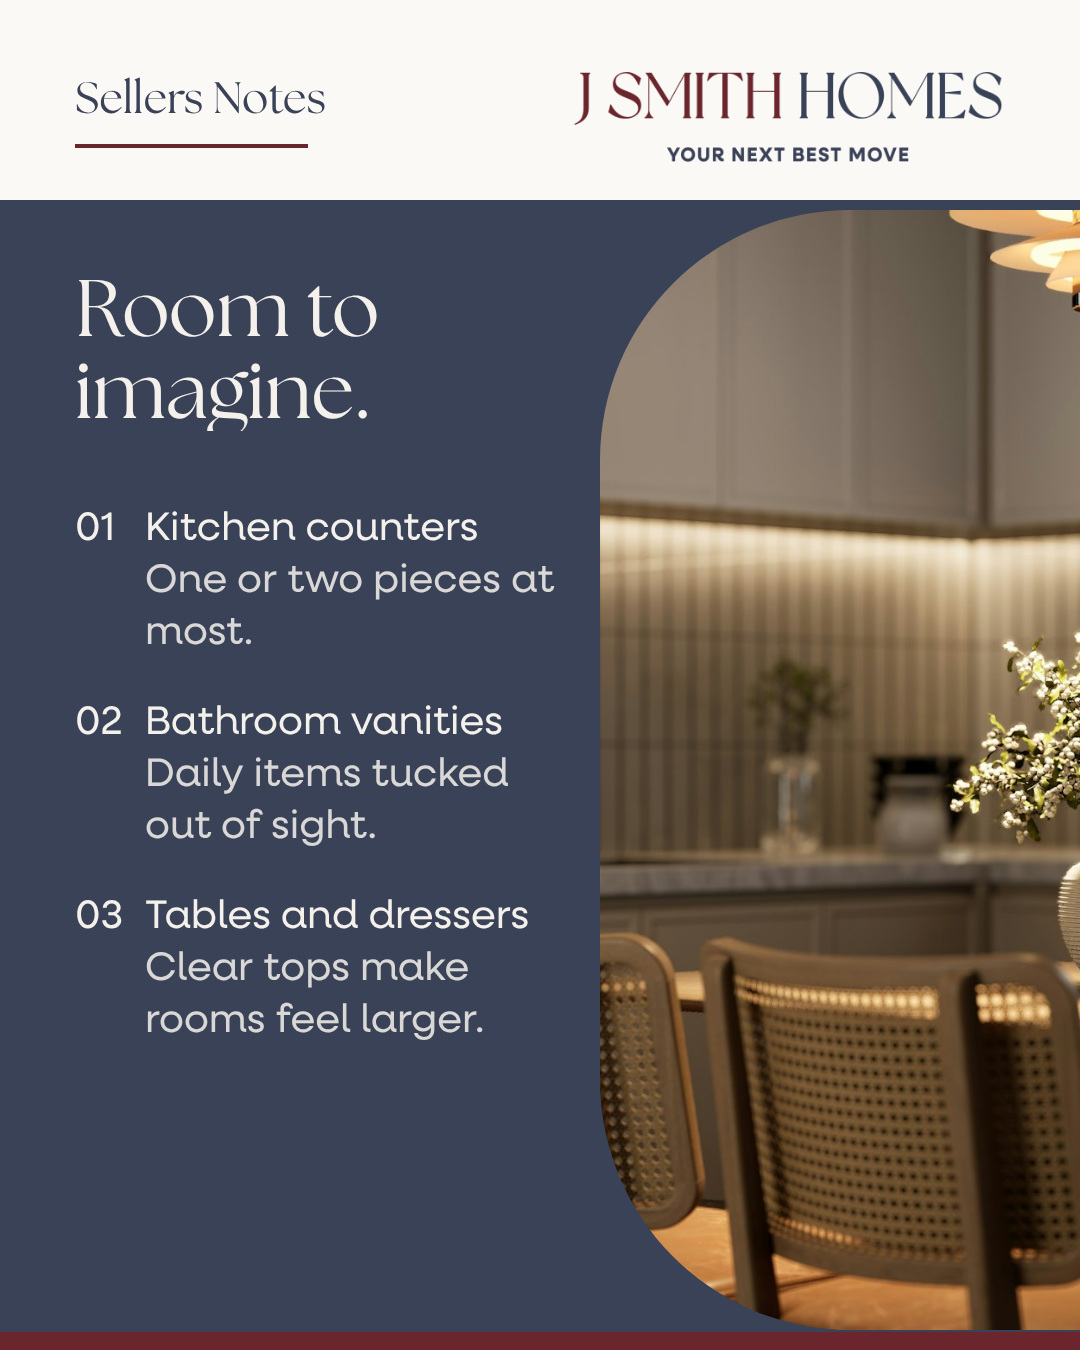 Sellers Notes
J SMITH HOMES
YOUR NEXT BEST MOVE
Room to
imagine.
01 Kitchen counters
One or two pieces at
most.
02 Bathroom vanities
Daily items tucked
out of sight.
03 Tables and dressers
Clear tops make
rooms feel larger.